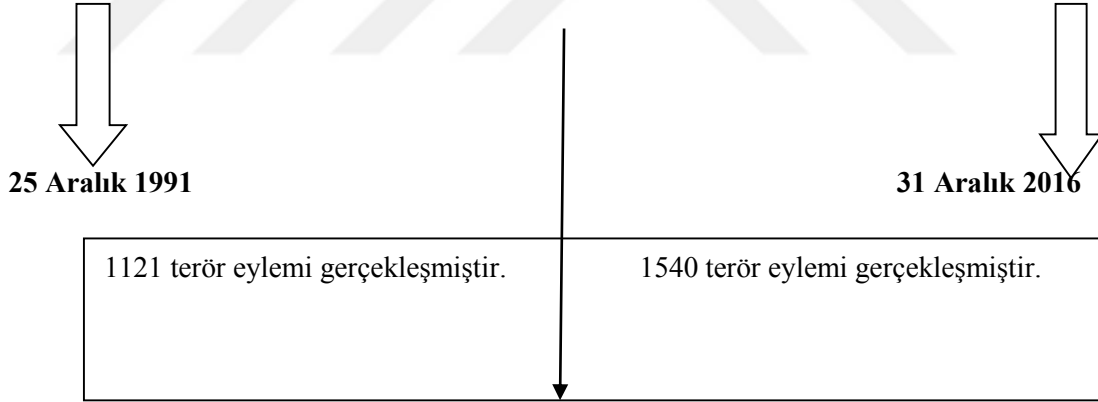 25 Aralık 1991 31 Aralık 2016
1121 terör eylemi gerçekleşmiştir. 1540 terör eylemi gerçekleşmiştir.